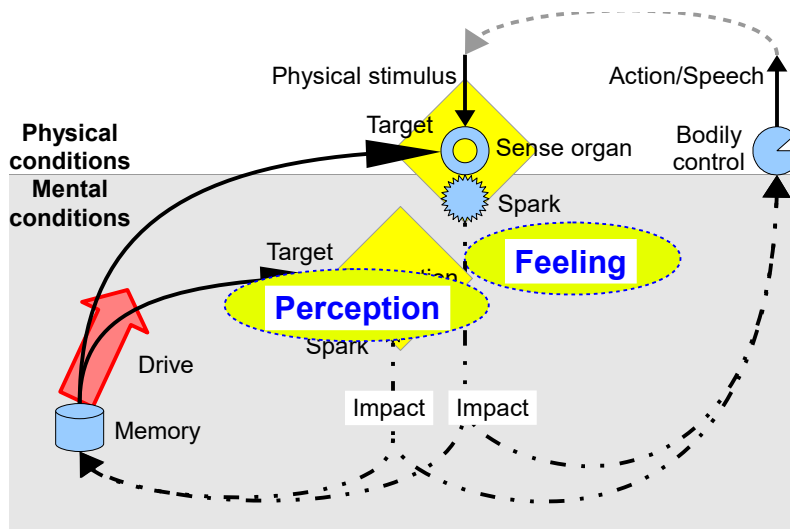 Physical stimulus
Action/Speech
Target
Physical
conditions
Sense organ
Bodily
control
Mental
conditions
Spark
Target
Feeling
Perception
Spark
Drive
Impact
Impact
Memory